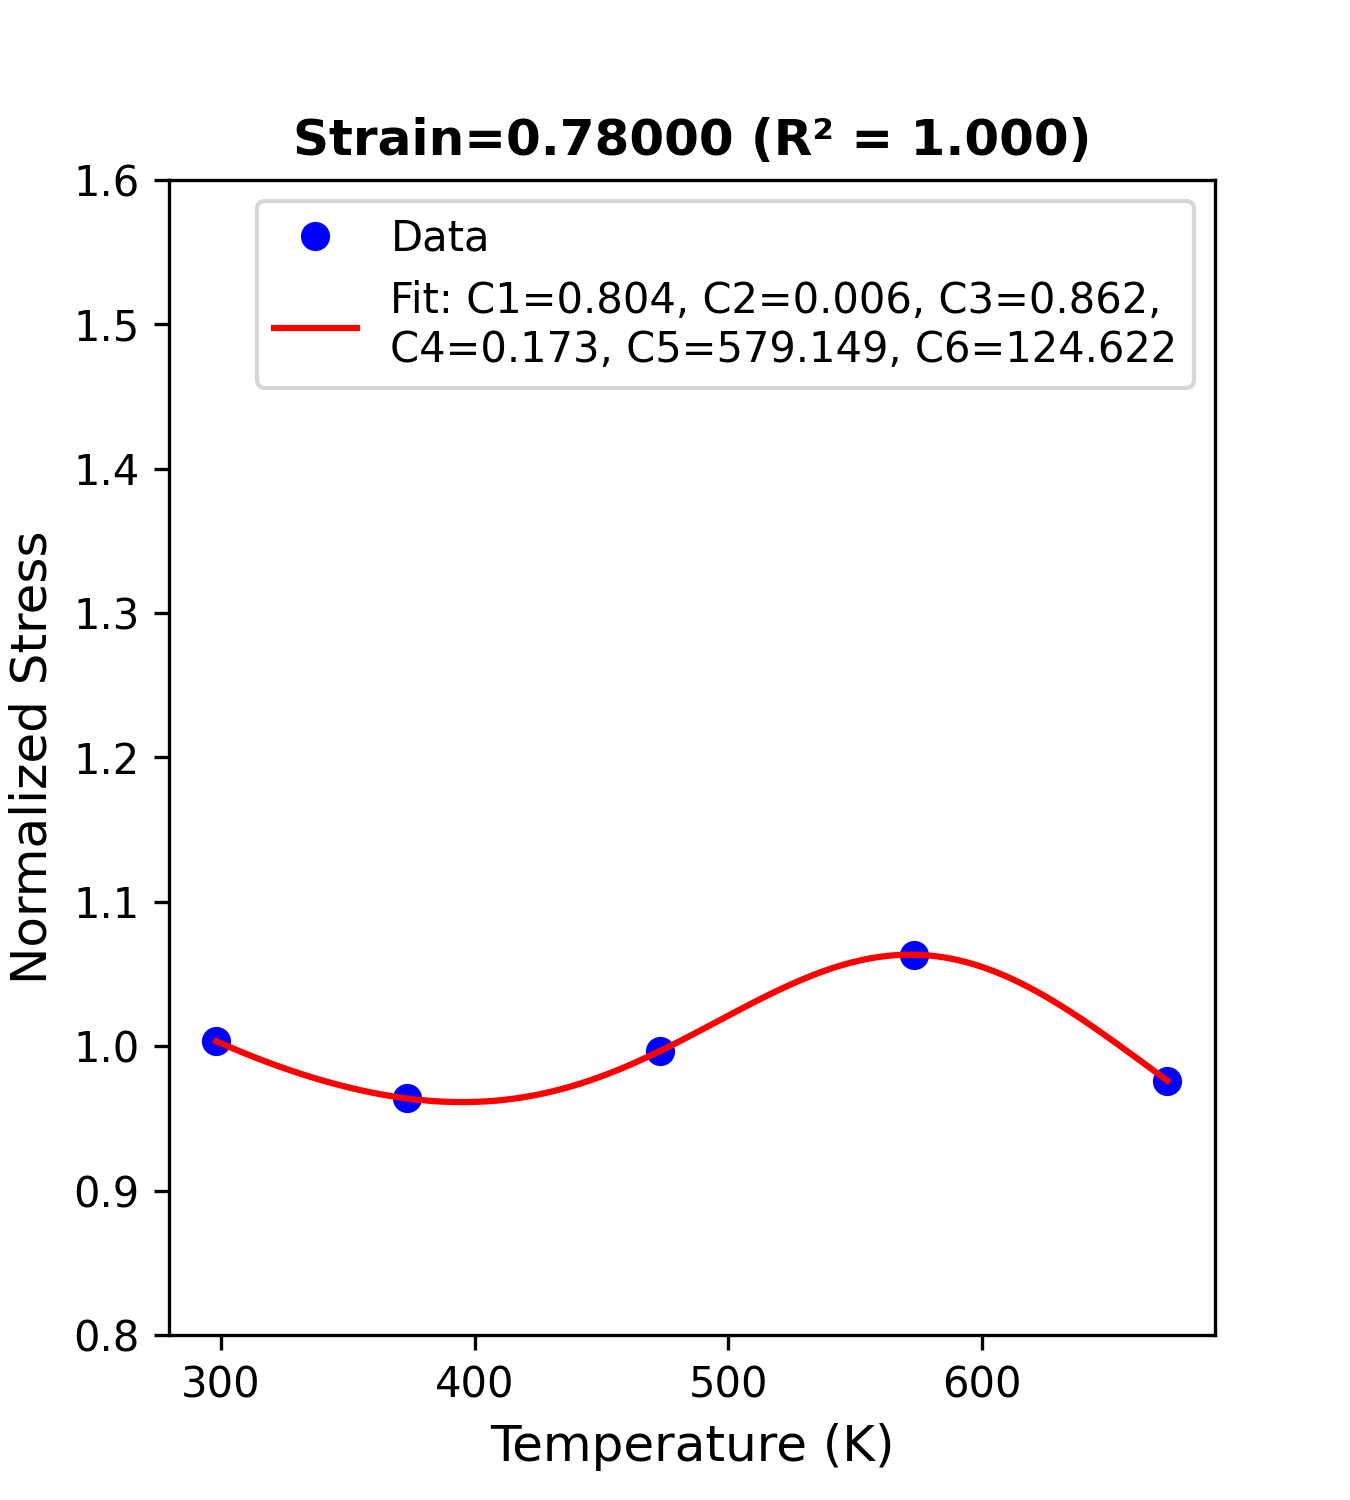 Strain=0.78000 (R² = 1.000)
1.6
1.5
1.4
1.3
1.2
1.1
1.0
0.9
0.8
Normalized Stress
Data
Fit: C1=0.804, C2=0.006, C3=0.862,
C4=0.173, C5=579.149, C6=124.622
300 400 500 600
Temperature (K)